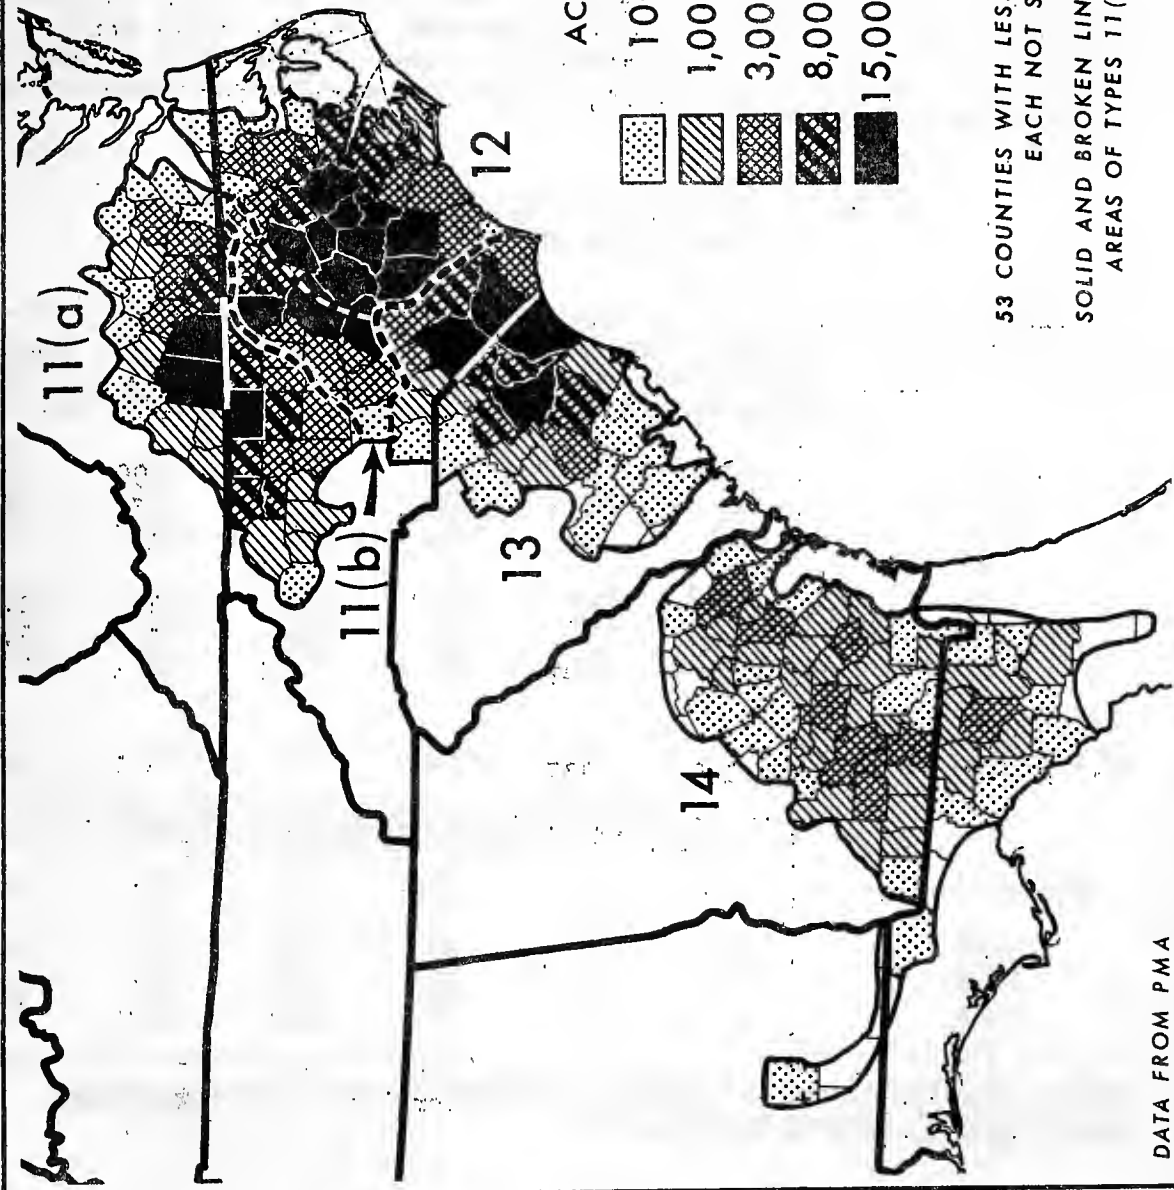 11(a)
12
11(b)
13
14
AC
10
1,00
3,00
8,00
15,00
53 COUNTIES WITH LES
EACH NOT S
SOLID AND BROKEN LIN
AREAS OF TYPES 11(
DATA FROM PMA